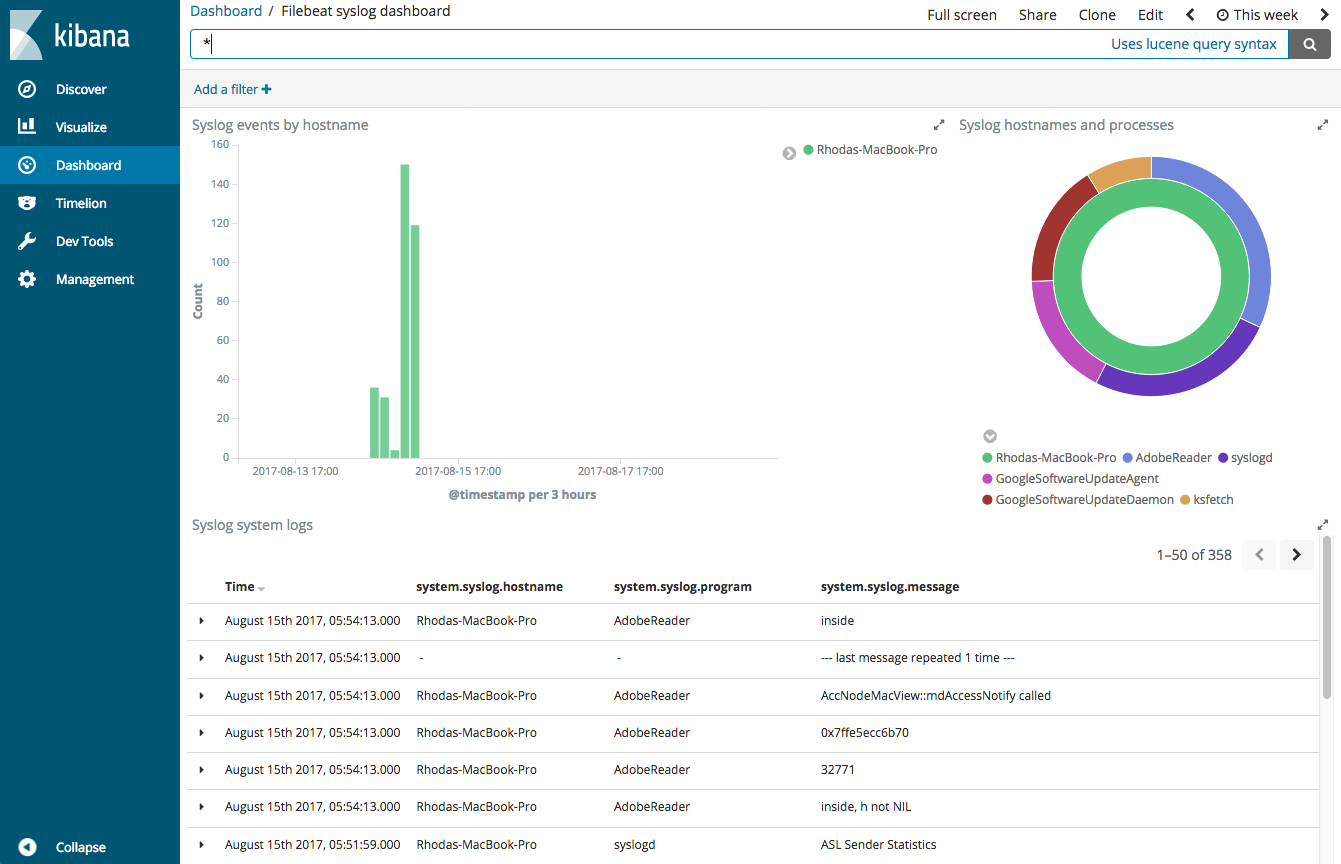 kibana
Discover
Visualize
Dashboard
Timelion
Dev Tools
Management
Collapse
Dashboard / Filebeat syslog dashboard
Full screen Share Clone Edit This week
* Uses lucene query syntax
Add a filter +
Syslog events by hostname
160
140
120
100
80
60
40
20
0
Count
2017-08-13 17:00 2017-08-15 17:00 2017-08-17 17:00
@timestamp per 3 hours
Rhodas-MacBook-Pro
Syslog hostnames and processes
Rhodas-MacBook-Pro AdobeReader syslogd
GoogleSoftwareUpdateAgent
GoogleSoftwareUpdateDaemon ksfetch
Syslog system logs
1–50 of 358
Time system.syslog.hostname system.syslog.program system.syslog.message
August 15th 2017, 05:54:13.000 Rhodas-MacBook-Pro AdobeReader inside
August 15th 2017, 05:54:13.000 - - --- last message repeated 1 time ---
August 15th 2017, 05:54:13.000 Rhodas-MacBook-Pro AdobeReader AccNodeMacView::mdAccessNotify called
August 15th 2017, 05:54:13.000 Rhodas-MacBook-Pro AdobeReader 0x7ffe5ecc6b70
August 15th 2017, 05:54:13.000 Rhodas-MacBook-Pro AdobeReader 32771
August 15th 2017, 05:54:13.000 Rhodas-MacBook-Pro AdobeReader inside, h not NIL
August 15th 2017, 05:51:59.000 Rhodas-MacBook-Pro syslogd ASL Sender Statistics